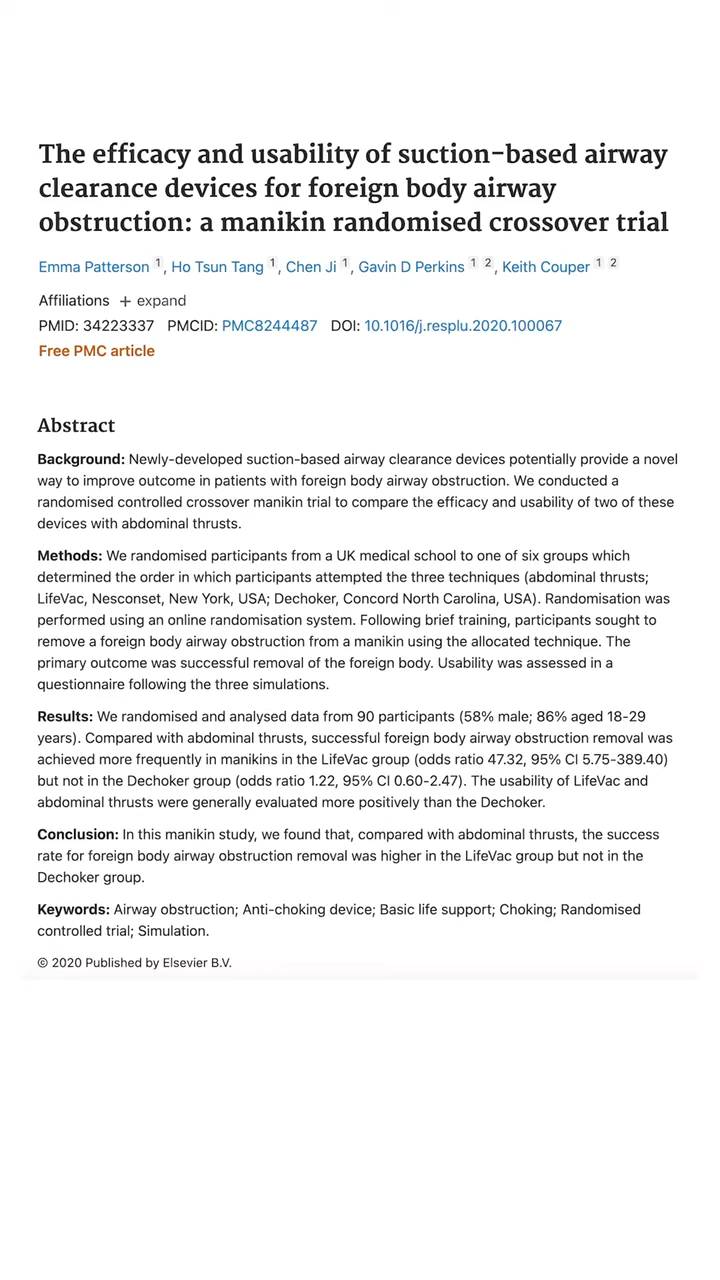 The efficacy and usability of suction-based airway
clearance devices for foreign body airway
obstruction: a manikin randomised crossover trial
Emma Patterson 1, Ho Tsun Tang 1, Chen Ji 1, Gavin D Perkins 1 2, Keith Couper 1 2
Affiliations + expand
PMID: 34223337 PMCID: PMC8244487 DOI: 10.1016/j.resplu.2020.100067
Free PMC article
Abstract
Background: Newly-developed suction-based airway clearance devices potentially provide a novel
way to improve outcome in patients with foreign body airway obstruction. We conducted a
randomised controlled crossover manikin trial to compare the efficacy and usability of two of these
devices with abdominal thrusts.
Methods: We randomised participants from a UK medical school to one of six groups which
determined the order in which participants attempted the three techniques (abdominal thrusts;
LifeVac, Nesconset, New York, USA; Dechoker, Concord North Carolina, USA). Randomisation was
performed using an online randomisation system. Following brief training, participants sought to
remove a foreign body airway obstruction from a manikin using the allocated technique. The
primary outcome was successful removal of the foreign body. Usability was assessed in a
questionnaire following the three simulations.
Results: We randomised and analysed data from 90 participants (58% male; 86% aged 18-29
years). Compared with abdominal thrusts, successful foreign body airway obstruction removal was
achieved more frequently in manikins in the LifeVac group (odds ratio 47.32, 95% CI 5.75-389.40)
but not in the Dechoker group (odds ratio 1.22, 95% CI 0.60-2.47). The usability of LifeVac and
abdominal thrusts were generally evaluated more positively than the Dechoker.
Conclusion: In this manikin study, we found that, compared with abdominal thrusts, the success
rate for foreign body airway obstruction removal was higher in the LifeVac group but not in the
Dechoker group.
Keywords: Airway obstruction; Anti-choking device; Basic life support; Choking; Randomised
controlled trial; Simulation.
© 2020 Published by Elsevier B.V.